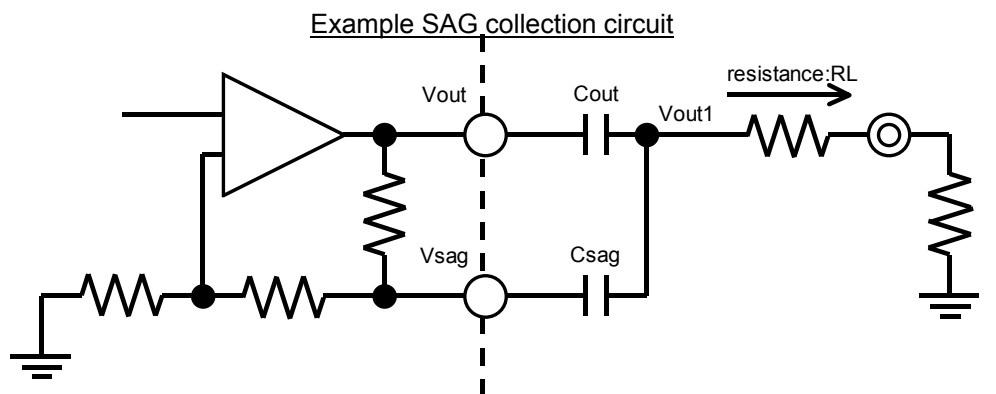 Example SAG collection circuit
resistance:RL
Vout
Cout
Vout1
Vsag
Csag